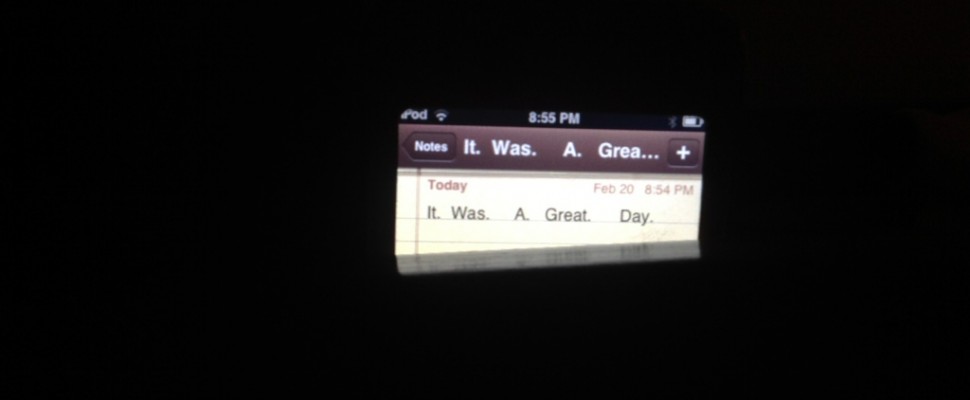 iPod 8:55 PM
Notes It. Was. A. Grea... +
Today Feb 20 8:54 PM
It. Was. A. Great. Day.